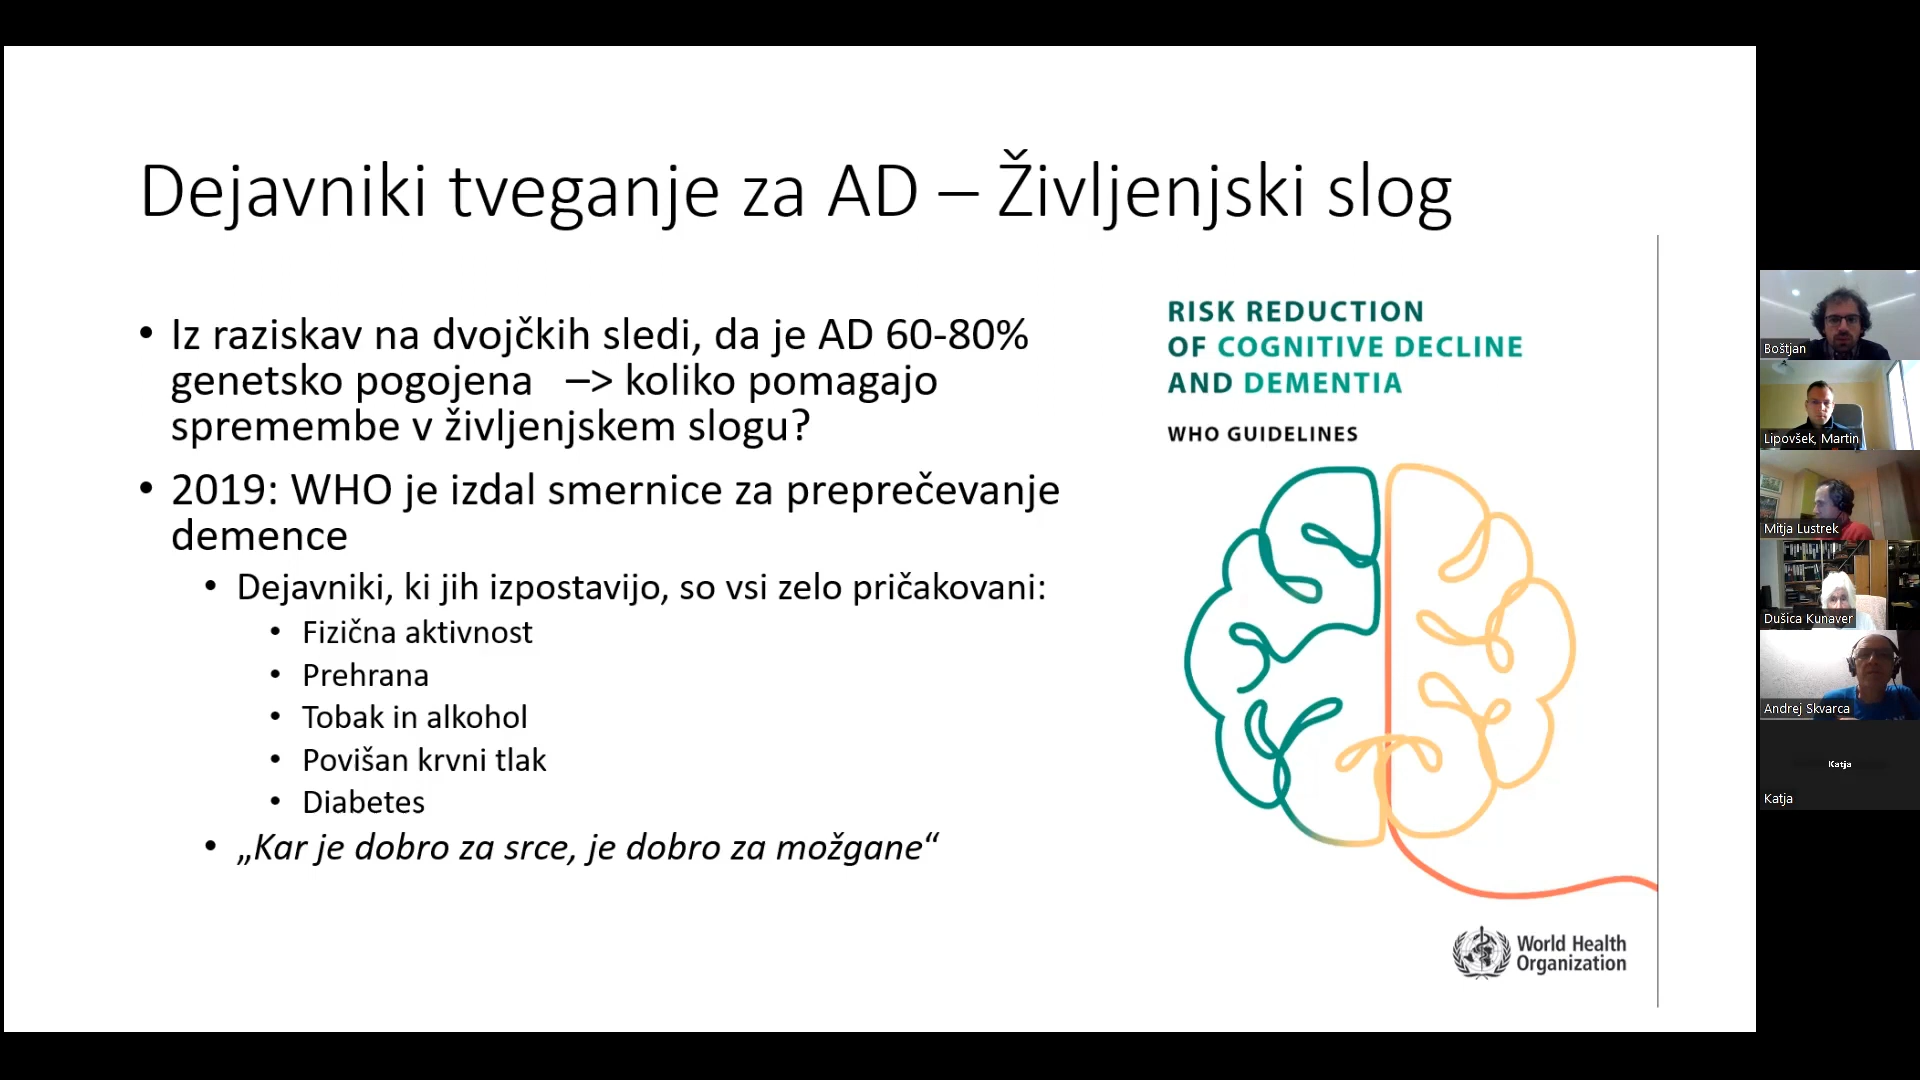 Dejavniki tveganje za AD – Življenjski slog
• Iz raziskav na dvojčkih sledi, da je AD 60-80%
genetsko pogojena –> koliko pomagajo
spremembe v življenjskem slogu?
• 2019: WHO je izdal smernice za preprečevanje
demence
• Dejavniki, ki jih izpostavijo, so vsi zelo pričakovani:
• Fizična aktivnost
• Prehrana
• Tobak in alkohol
• Povišan krvni tlak
• Diabetes
• „Kar je dobro za srce, je dobro za možgane“
RISK REDUCTION
OF COGNITIVE DECLINE
AND DEMENTIA
WHO GUIDELINES
World Health
Organization
Boštjan
Lipovšek, Martin
Mitja Lustrek
Dušica Kunaver
Andrej Skvarca
Katja
Katja